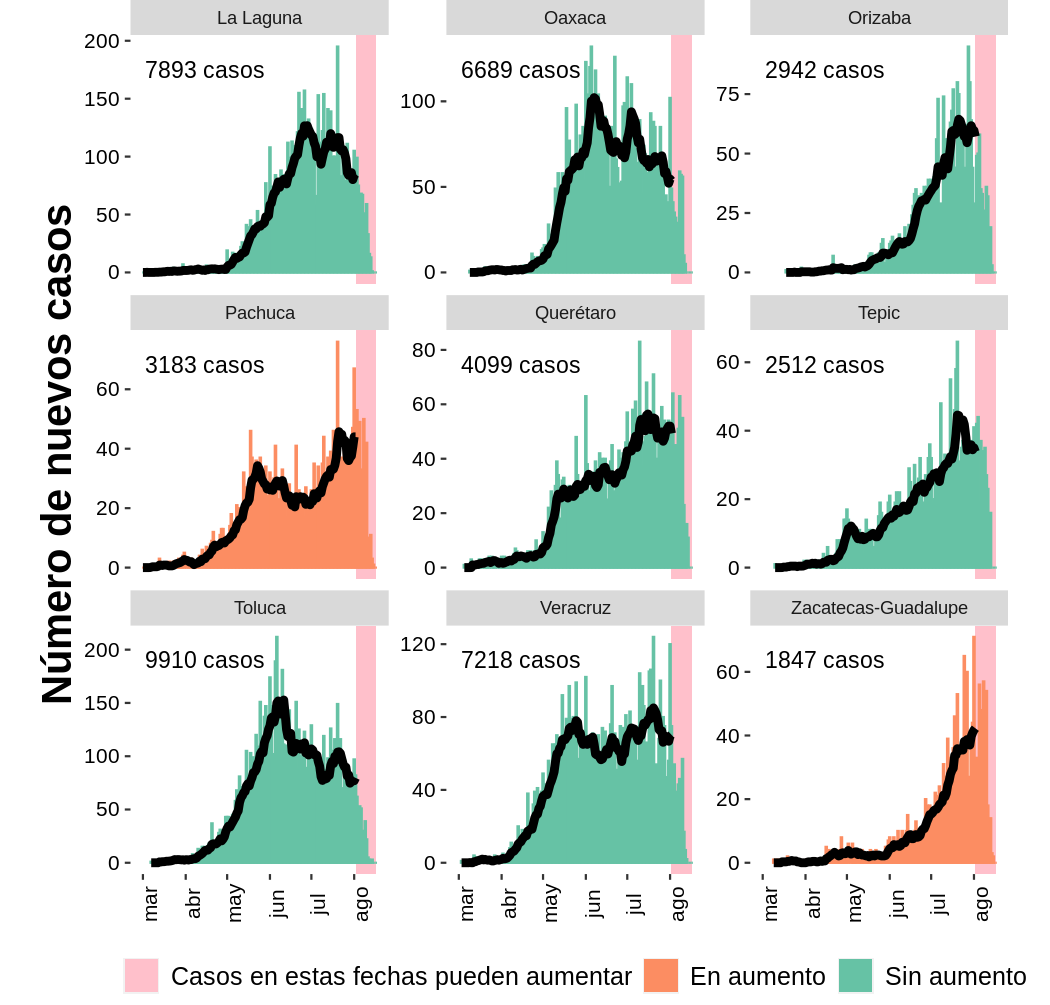 Número de nuevos casos
La Laguna
Oaxaca
Orizaba
200
150
100
50
0
7893 casos
100
50
0
6689 casos
75
50
25
0
2942 casos
Pachuca
Querétaro
Tepic
60
40
20
0
3183 casos
80
60
40
20
0
4099 casos
60
40
20
0
2512 casos
Toluca
Veracruz
Zacatecas-Guadalupe
200
150
100
50
0
9910 casos
120
80
40
0
7218 casos
60
40
20
0
1847 casos
mar abr may jun jul ago
mar abr may jun jul ago
mar abr may jun jul ago
Casos en estas fechas pueden aumentar
En aumento
Sin aumento